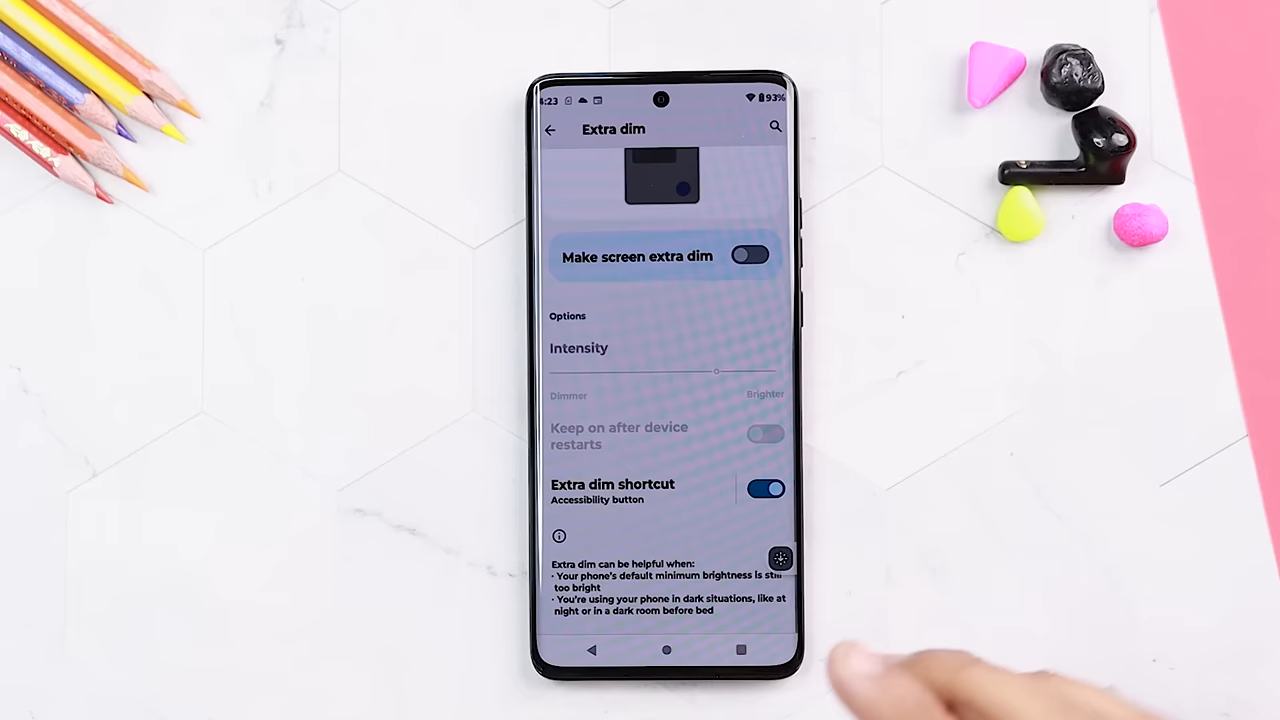 4:23 93%
Extra dim
Make screen extra dim
Options
Intensity
Dimmer Brighter
Keep on after device
restarts
Extra dim shortcut
Accessibility button
Extra dim can be helpful when:
· Your phone's default minimum brightness is still
too bright
· You're using your phone in dark situations, like at
night or in a dark room before bed